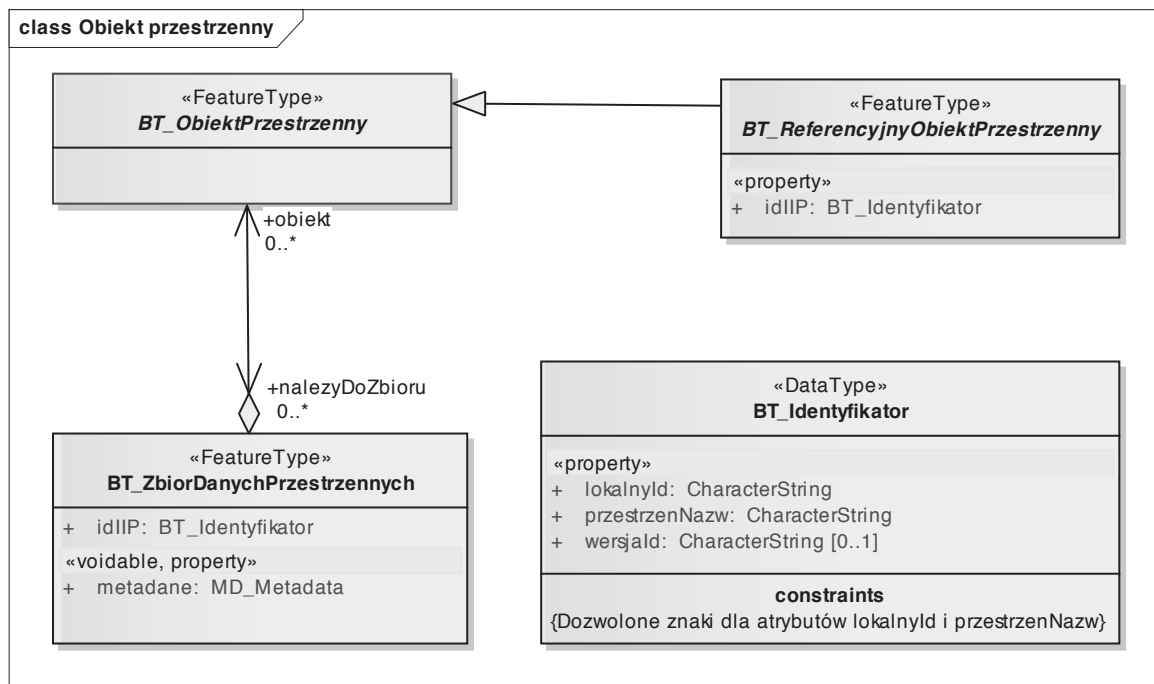 class Obiekt przestrzenny
«FeatureType»
BT_ObiektPrzestrzenny
«FeatureType»
BT_ReferencyjnyObiektPrzestrzenny
«property»
+ idIIP: BT_Identyfikator
+obiekt
0..*
+nalezyDoZbioru
0..*
«FeatureType»
BT_ZbiorDanychPrzestrzennych
+ idIIP: BT_Identyfikator
«voidable, property»
+ metadane: MD_Metadata
«DataType»
BT_Identyfikator
«property»
+ lokalnyId: CharacterString
+ przestrzenNazw: CharacterString
+ wersjaId: CharacterString [0..1]
constraints
{Dozwolone znaki dla atrybutów lokalnyId i przestrzenNazw}